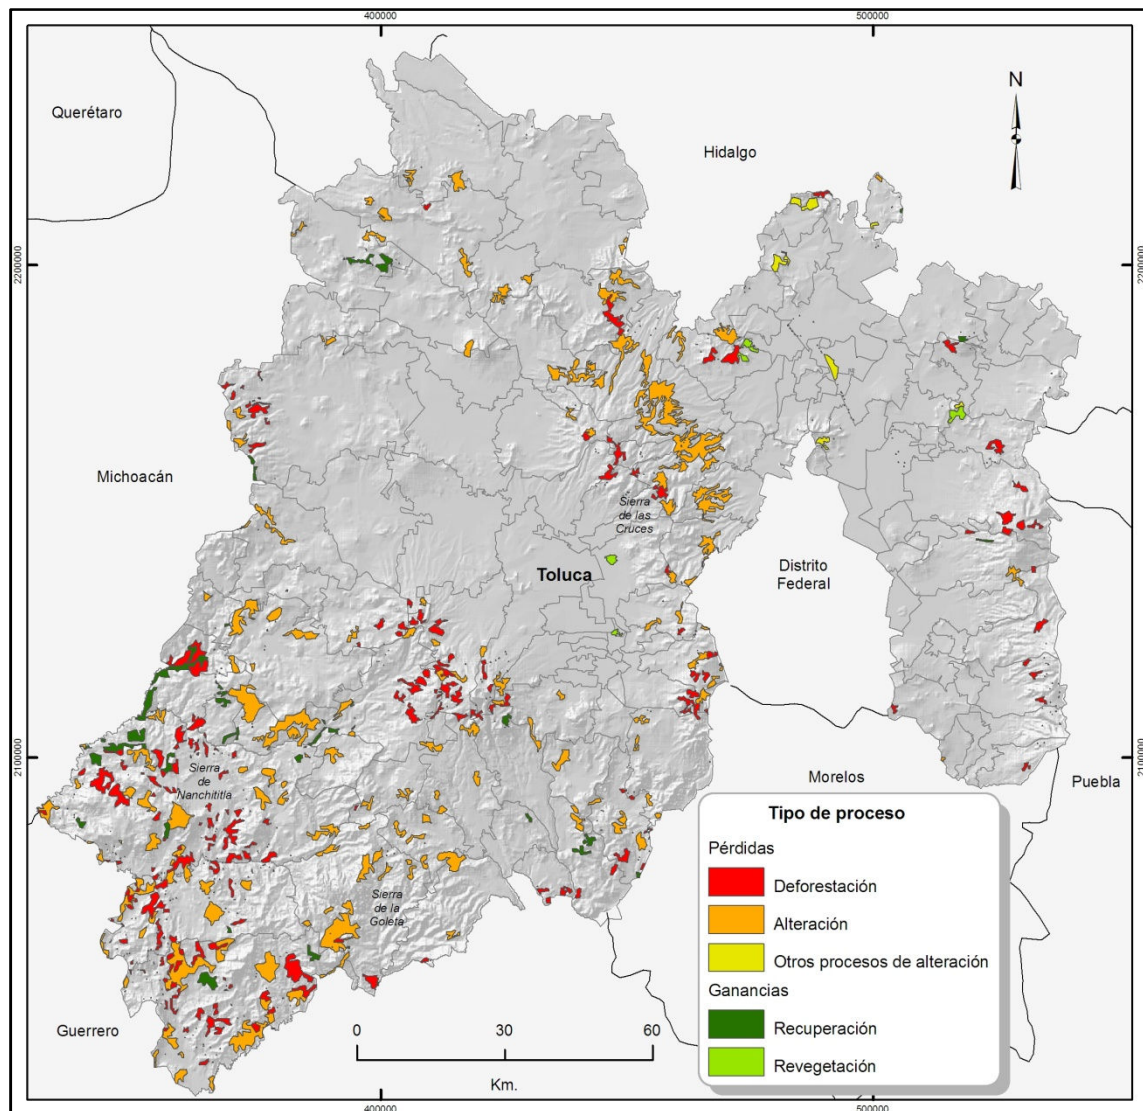 400000
500000
N
Querétaro
Hidalgo
2200000
2200000
Michoacán
Sierra
de las
Cruces
Toluca
Distrito
Federal
2100000
2100000
Sierra
de
Nanchititla
Morelos
Puebla
Sierra
de la
Goleta
Guerrero
0
30
60
Km.
Tipo de proceso
Pérdidas
Deforestación
Alteración
Otros procesos de alteración
Ganancias
Recuperación
Revegetación
400000
500000